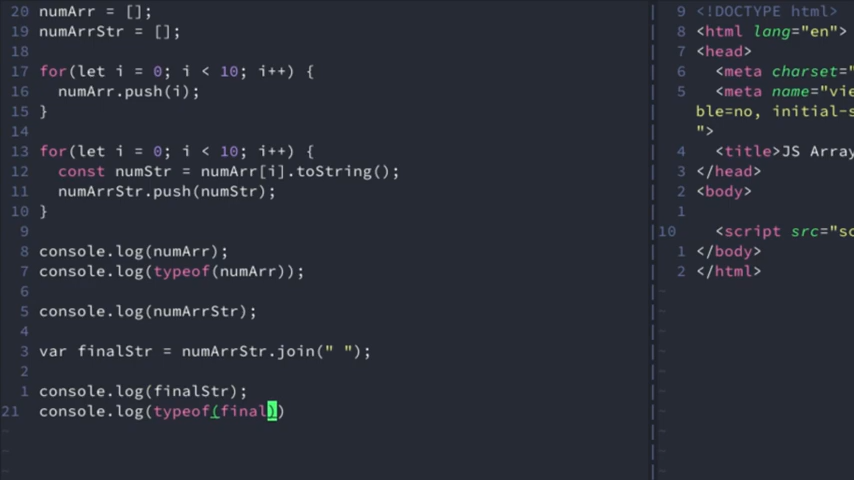 20 numArr = [];
19 numArrStr = [];
18
17 for(let i = 0; i < 10; i++) {
16   numArr.push(i);
15 }
14
13 for(let i = 0; i < 10; i++) {
12   const numStr = numArr[i].toString();
11   numArrStr.push(numStr);
10 }
9
8 console.log(numArr);
7 console.log(typeof(numArr));
6
5 console.log(numArrStr);
4
3 var finalStr = numArrStr.join(" ");
2
1 console.log(finalStr);
21 console.log(typeof(final))
~
~
~
9 <!DOCTYPE html>
8 <html lang="en">
7 <head>
6   <meta charset="
5   <meta name="vie
ble=no, initial-s
">
4   <title>JS Array
3 </head>
2 <body>
1
10   <script src="sc
1 </body>
2 </html>
~
~
~
~
~
~
~
~
~